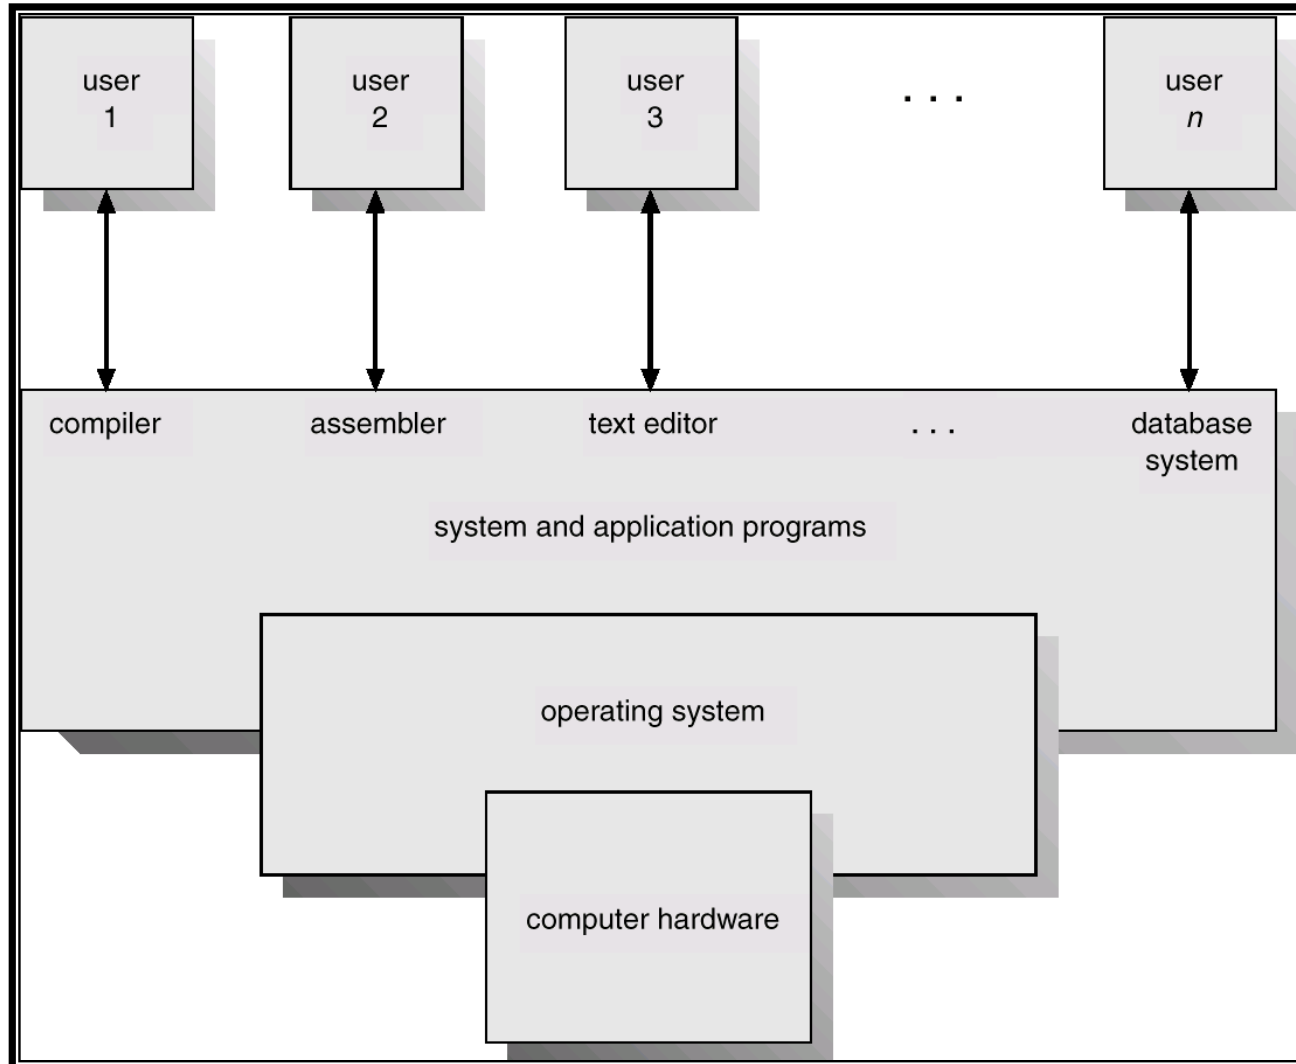 user
1
user
2
user
3
. . .
user
n
compiler
assembler
text editor
. . .
database
system
system and application programs
operating system
computer hardware